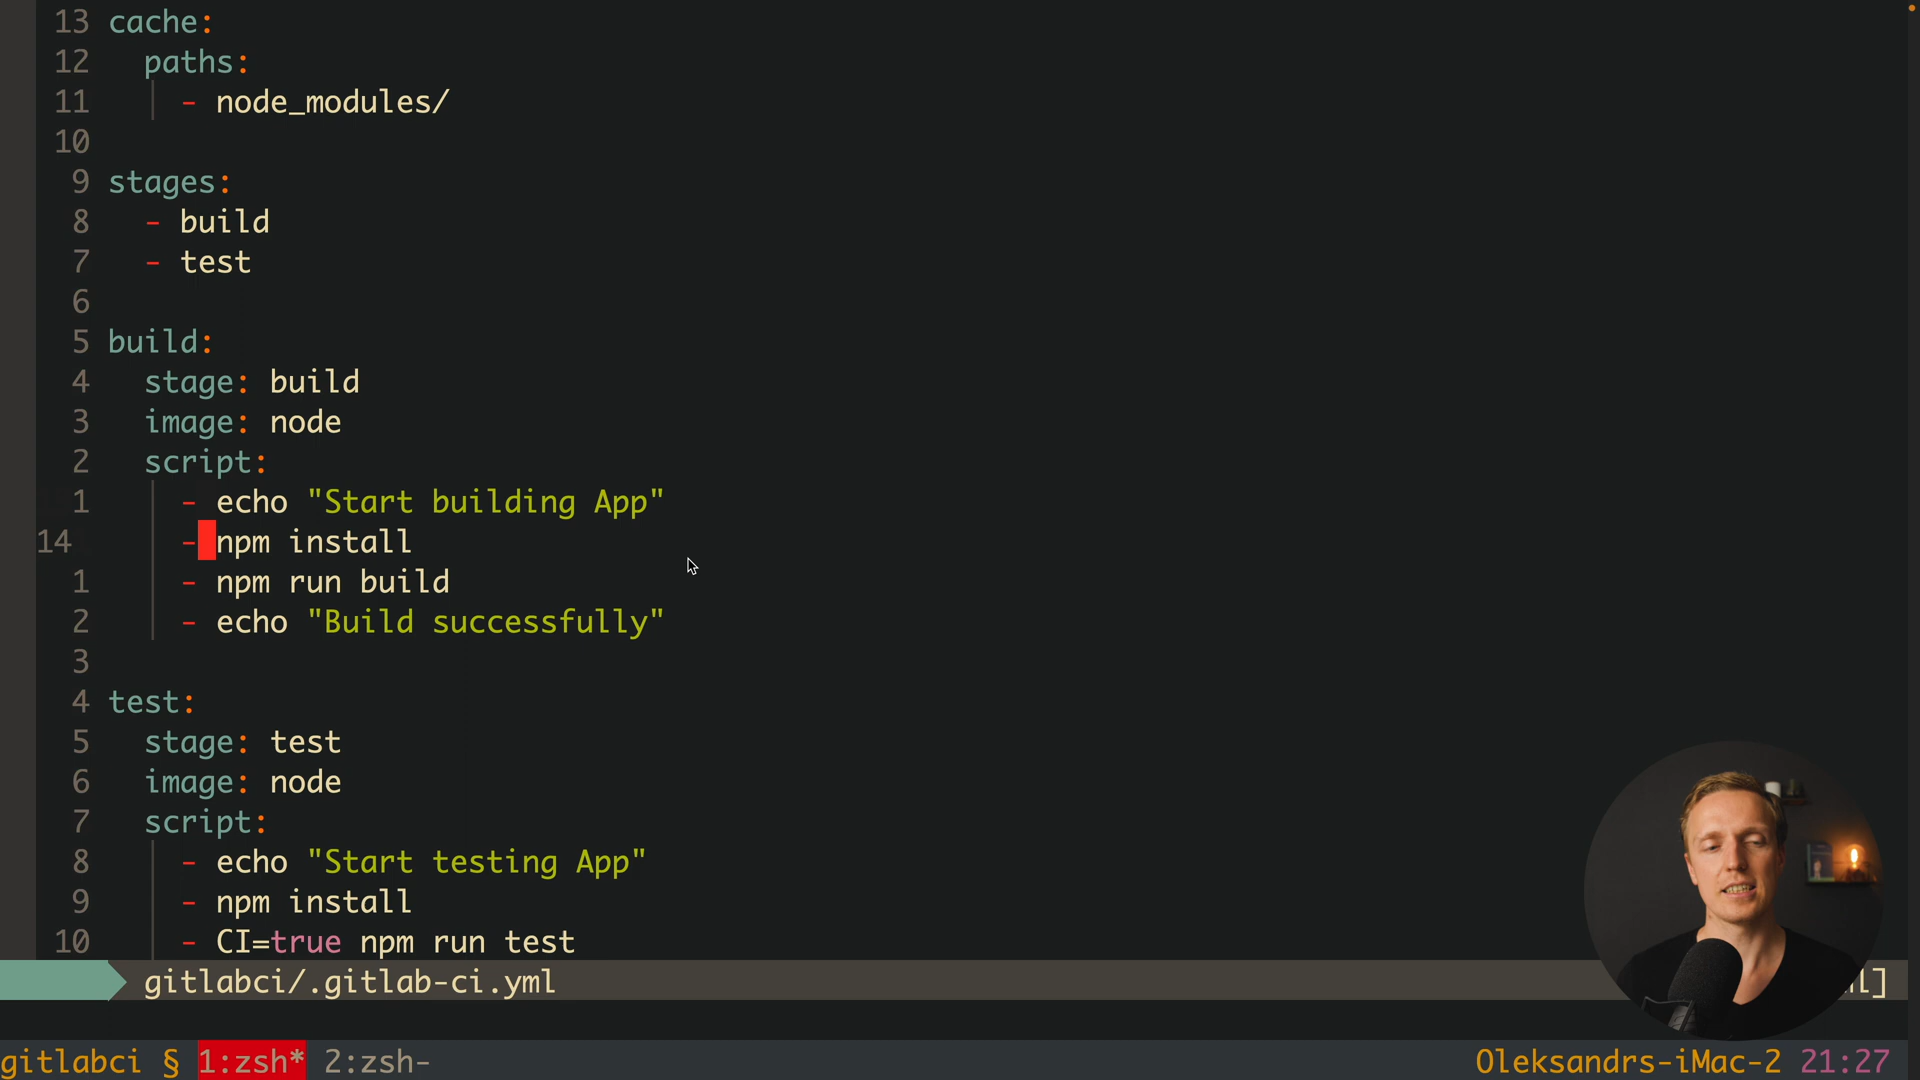 13 cache:
12 paths:
11 - node_modules/
10
9 stages:
8 - build
7 - test
6
5 build:
4 stage: build
3 image: node
2 script:
1 - echo "Start building App"
14 - npm install
1 - npm run build
2 - echo "Build successfully"
3
4 test:
5 stage: test
6 image: node
7 script:
8 - echo "Start testing App"
9 - npm install
10 - CI=true npm run test
gitlabci/.gitlab-ci.yml
gitlabci § 1:zsh* 2:zsh- Oleksandrs-iMac-2 21:27